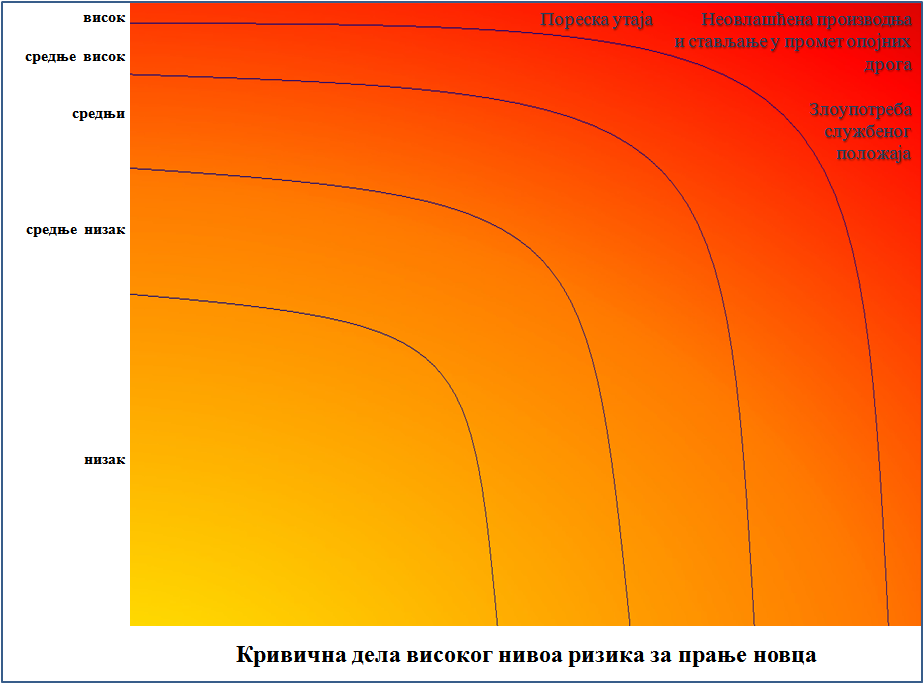 висок
Пореска утаја
Неовлашћена производња
и стављање у промет опојних
дрога
средње висок
средњи
Злоупотреба
службеног
положаја
средње низак
низак
Кривична дела високог нивоа ризика за прање новца